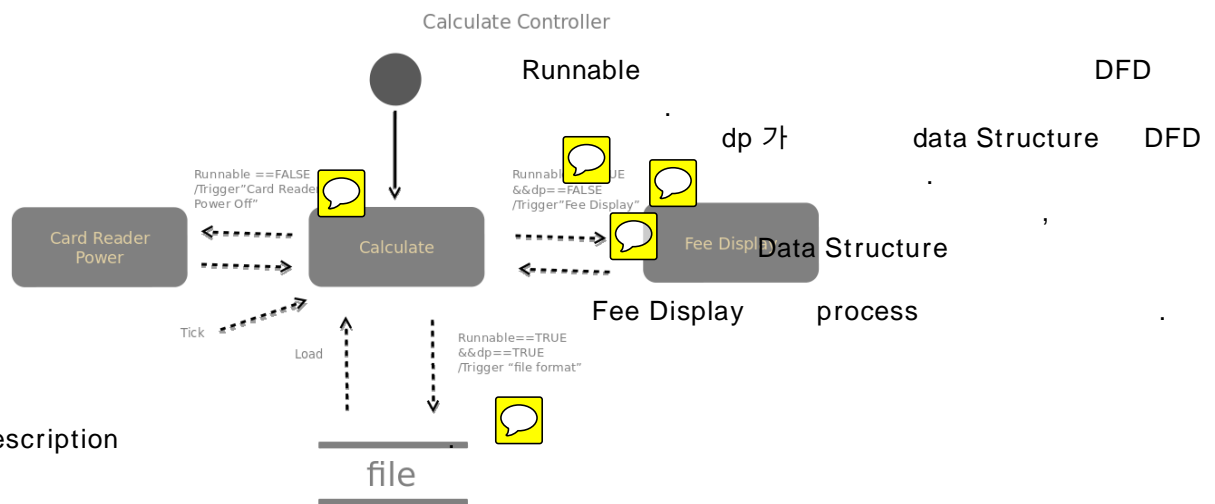 Calculate Controller
Runnable DFD
.
dp 가 data Structure DFD
.
Runnable ==FALSE
/Trigger"Card Reader
Power Off"
&&dp==FALSE
/Trigger"Fee Display"
,
Card Reader
Power
Calculate
Fee Display
Data Structure
Fee Display process .
Tick
Load
Runnable==TRUE
&&dp==TRUE
/Trigger "file format"
escription .
file